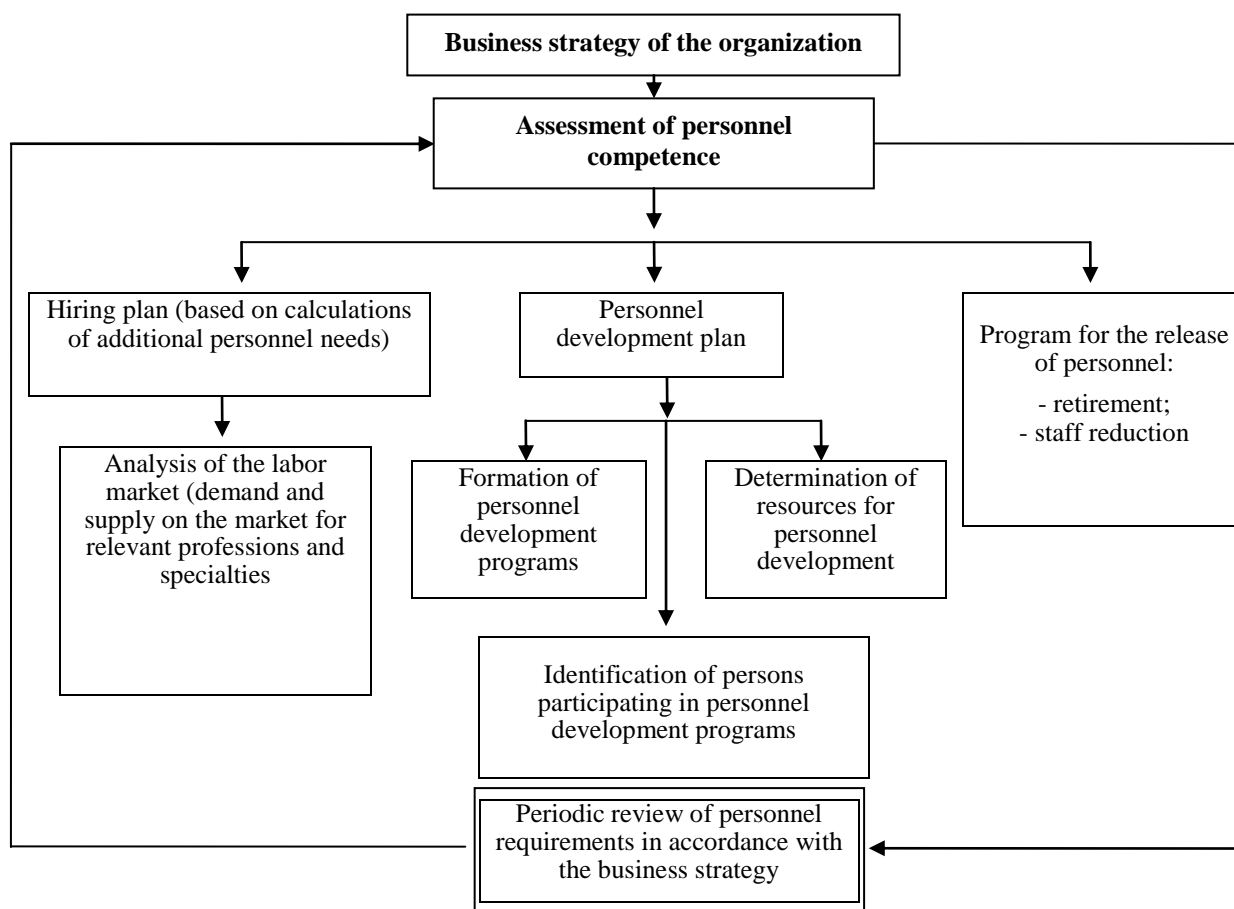 Business strategy of the organization
Assessment of personnel
competence
Hiring plan (based on calculations
of additional personnel needs)
Personnel
development plan
Program for the release
of personnel:
- retirement;
- staff reduction
Analysis of the labor
market (demand and
supply on the market for
relevant professions and
specialties
Formation of
personnel
development
programs
Determination of
resources for
personnel
development
Identification of persons
participating in personnel
development programs
Periodic review of personnel
requirements in accordance with
the business strategy